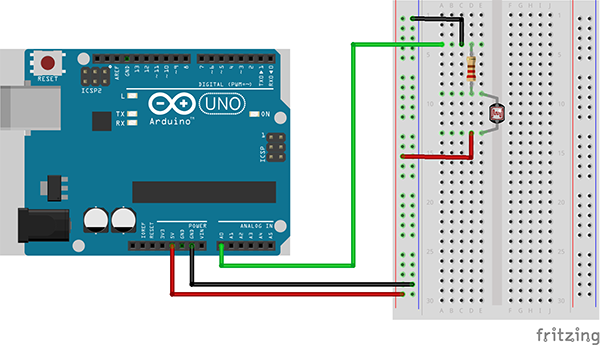 RESET
ICSP2
AREF
GND
13
12
~11
~10
~9
8
7
~6
~5
4
~3
2
TX▸1
RX◂0
DIGITAL (PWM=~)
L
TX
RX
UNO
Arduino™
ON
ICSP
1
POWER
ANALOG IN
IOREF
RESET
3V3
5V
GND
GND
VIN
A0
A1
A2
A3
A4
A5
A B C D E
F G H I J
1
5
10
15
20
25
30
fritzing